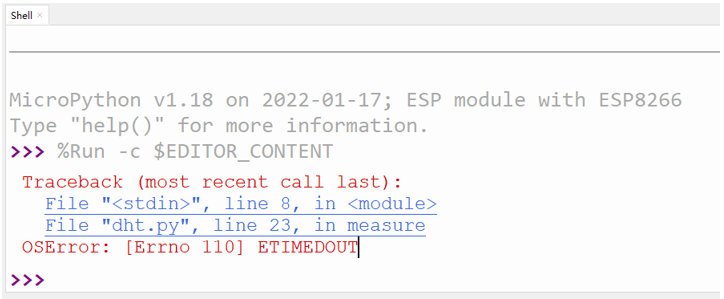 Shell ×
MicroPython v1.18 on 2022-01-17; ESP module with ESP8266
Type "help()" for more information.
>>> %Run -c $EDITOR_CONTENT
Traceback (most recent call last):
File "<stdin>", line 8, in <module>
File "dht.py", line 23, in measure
OSError: [Errno 110] ETIMEDOUT
>>>